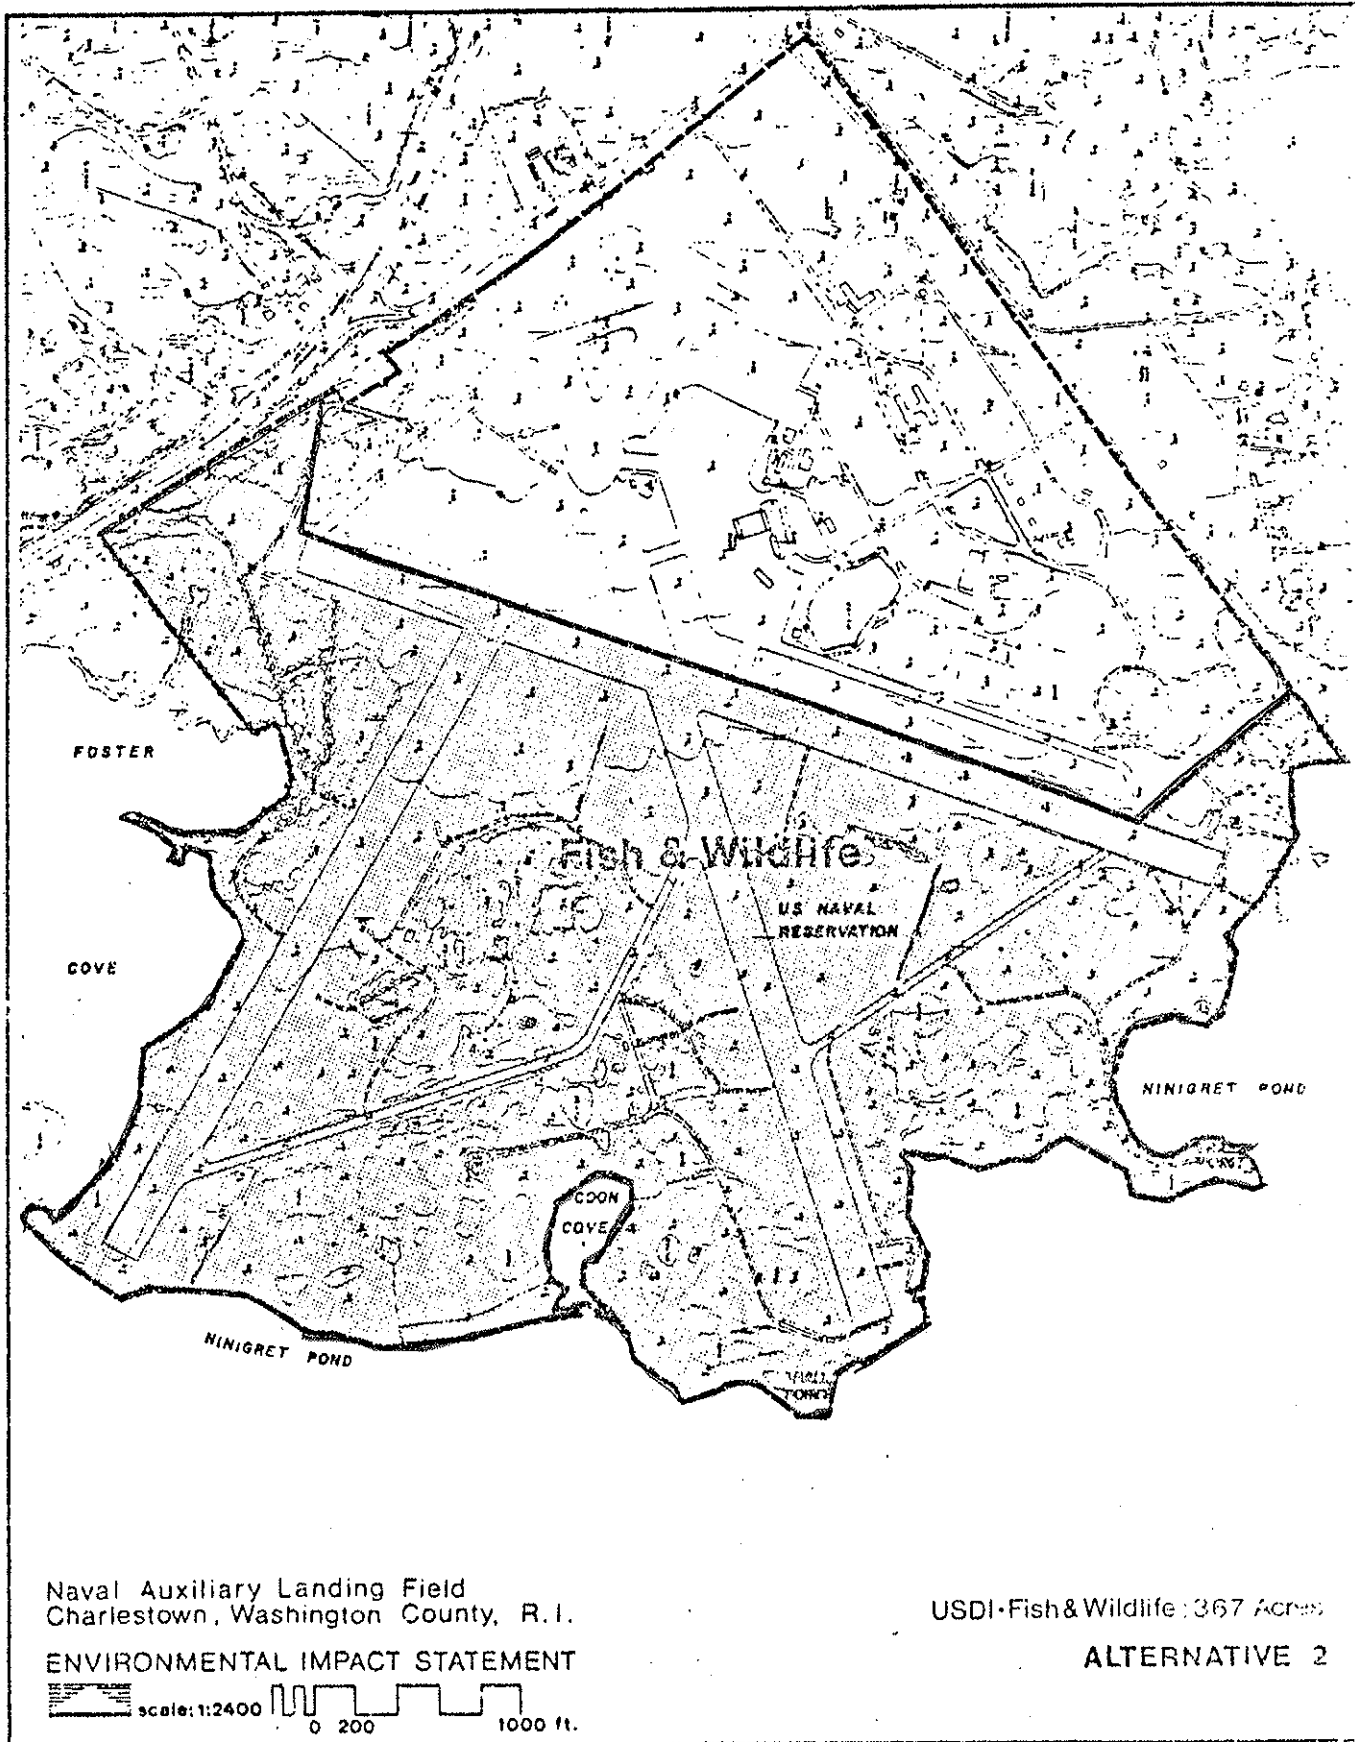 FOSTER
COVE
Fish & Wildlife
US NAVAL
RESERVATION
NINIGRET POND
COON
COVE
NINIGRET POND
Naval Auxiliary Landing Field
Charlestown, Washington County, R.I.
ENVIRONMENTAL IMPACT STATEMENT
scale: 1:2400
0 200 1000 ft.
USDI•Fish & Wildlife : 367 Acres
ALTERNATIVE 2